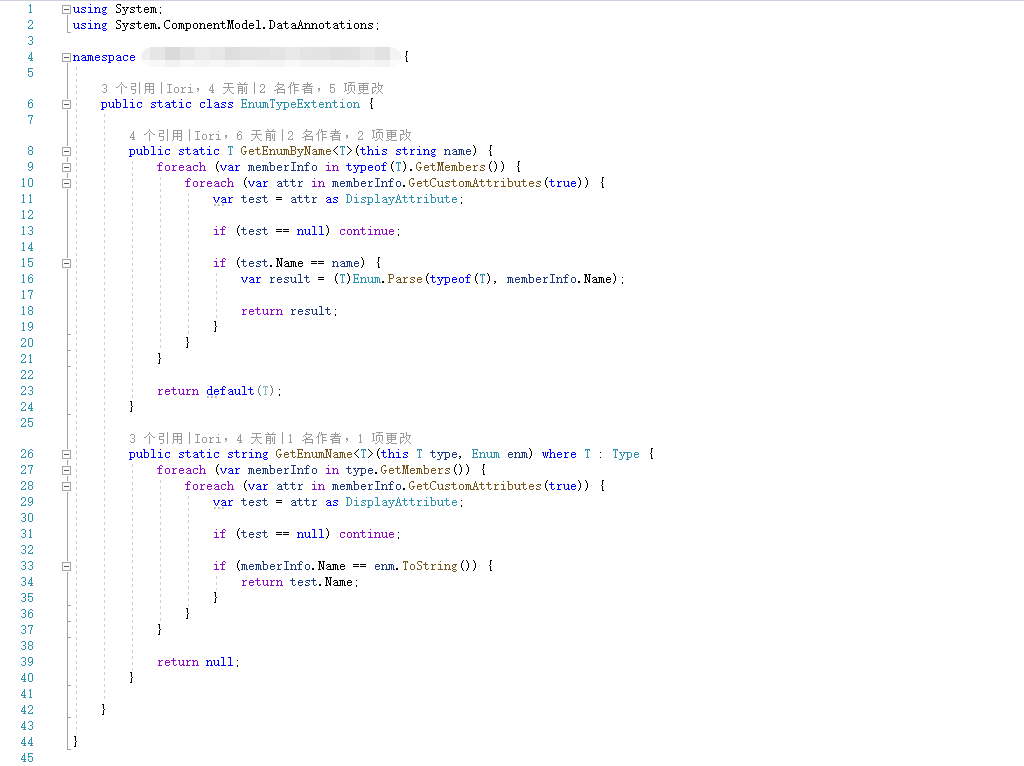 1 using System;
2 using System.ComponentModel.DataAnnotations;
3
4 namespace {
5
3 个引用|Iori，4 天前|2 名作者，5 项更改
6 public static class EnumTypeExtention {
7
4 个引用|Iori，6 天前|2 名作者，2 项更改
8 public static T GetEnumByName<T>(this string name) {
9 foreach (var memberInfo in typeof(T).GetMembers()) {
10 foreach (var attr in memberInfo.GetCustomAttributes(true)) {
11 var test = attr as DisplayAttribute;
12
13 if (test == null) continue;
14
15 if (test.Name == name) {
16 var result = (T)Enum.Parse(typeof(T), memberInfo.Name);
17
18 return result;
19 }
20 }
21 }
22
23 return default(T);
24 }
25
3 个引用|Iori，4 天前|1 名作者，1 项更改
26 public static string GetEnumName<T>(this T type, Enum enm) where T : Type {
27 foreach (var memberInfo in type.GetMembers()) {
28 foreach (var attr in memberInfo.GetCustomAttributes(true)) {
29 var test = attr as DisplayAttribute;
30
31 if (test == null) continue;
32
33 if (memberInfo.Name == enm.ToString()) {
34 return test.Name;
35 }
36 }
37 }
38
39 return null;
40 }
41
42 }
43
44 }
45